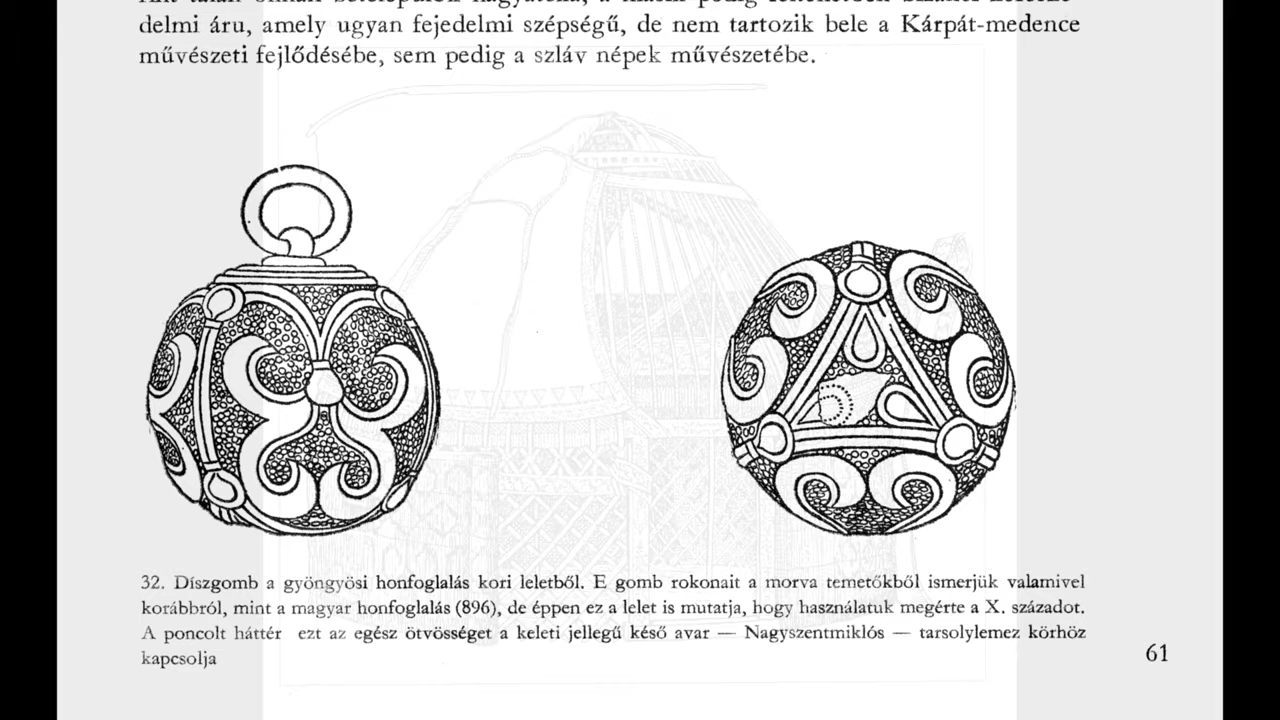 delmi áru, amely ugyan fejedelmi szépségű, de nem tartozik bele a Kárpát-medence
művészeti fejlődésébe, sem pedig a szláv népek művészetébe.
32. Díszgomb a gyöngyösi honfoglalás kori leletből. E gomb rokonait a morva temetőkből ismerjük valamivel
korábbról, mint a magyar honfoglalás (896), de éppen ez a lelet is mutatja, hogy használatuk megérte a X. századot.
A poncolt háttér ezt az egész ötvösséget a keleti jellegű késő avar — Nagyszentmiklós — tarsolylemez körhöz
kapcsolja
61